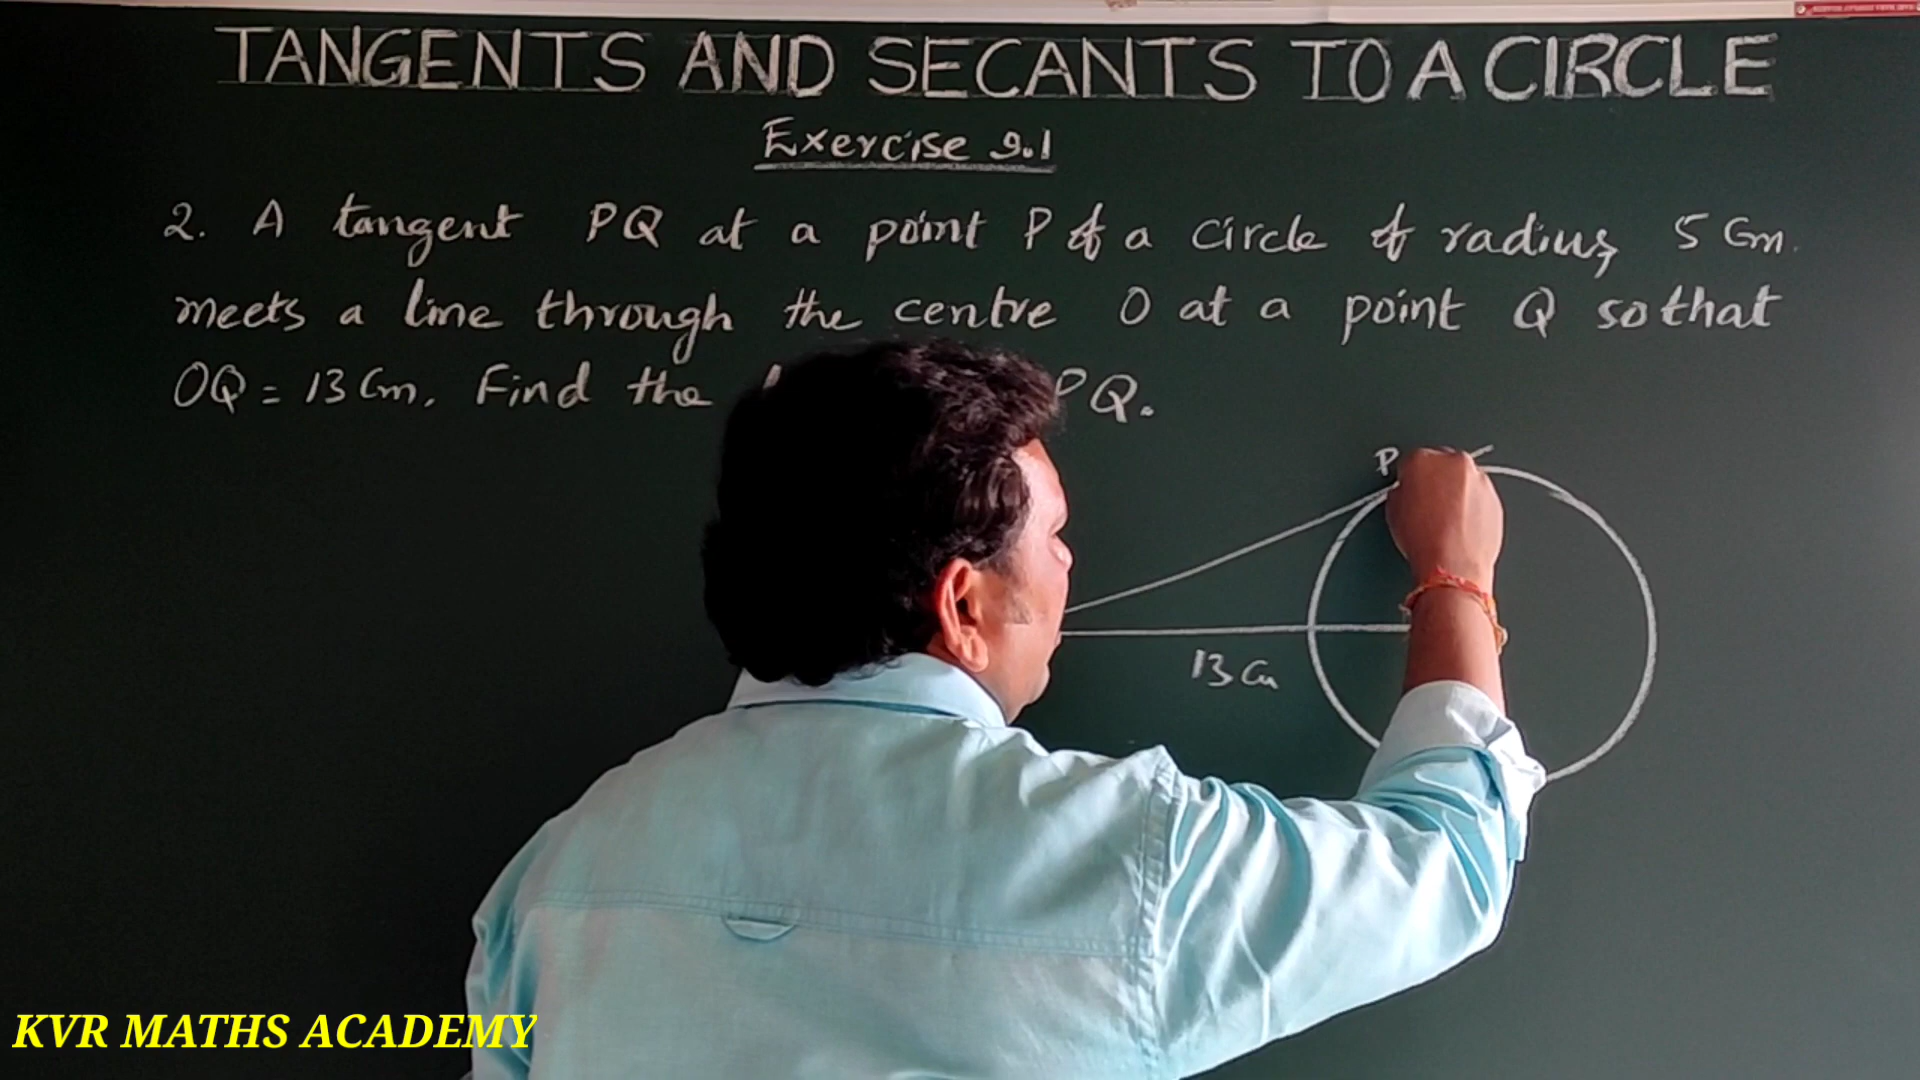 TANGENTS AND SECANTS TO A CIRCLE
Exercise 9.1
2. A tangent PQ at a point P of a circle of radius 5 Cm.
meets a line through the centre O at a point Q so that
OQ = 13 Cm. Find the PQ.
P
13 Cm
KVR MATHS ACADEMY